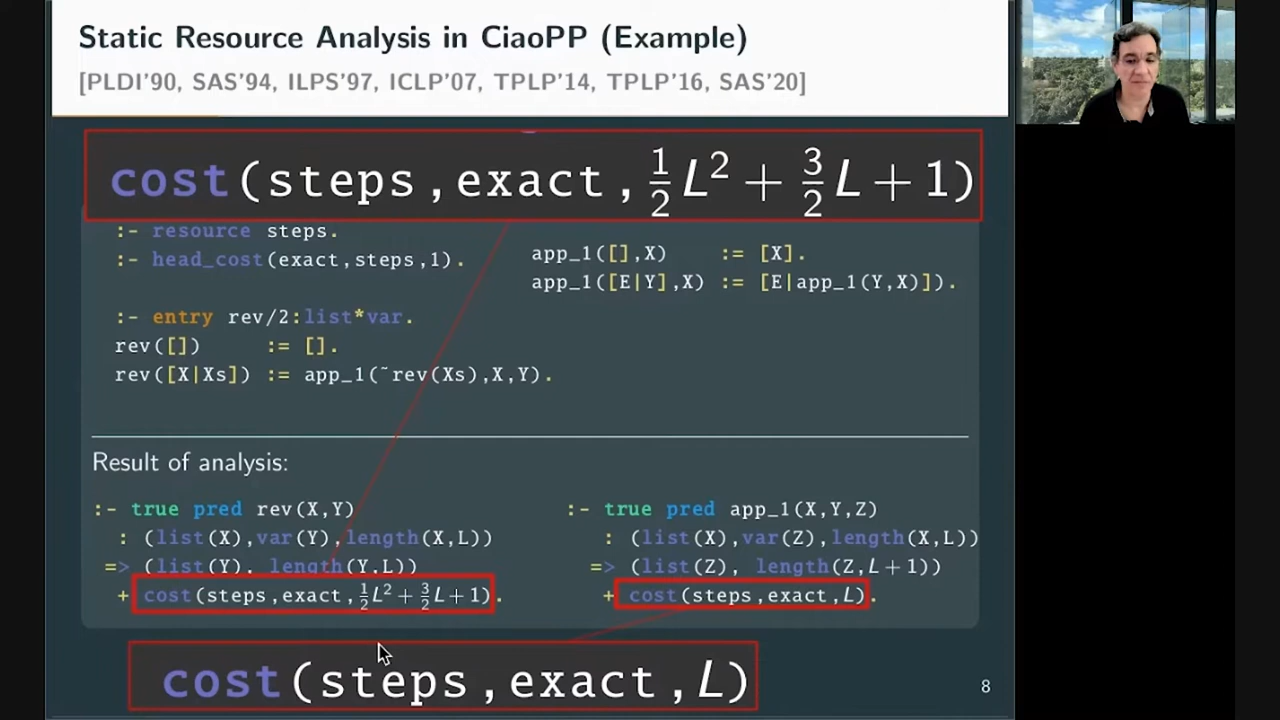 Static Resource Analysis in CiaoPP (Example)
[PLDI'90, SAS'94, ILPS'97, ICLP'07, TPLP'14, TPLP'16, SAS'20]
cost(steps,exact,½L²+3/2L+1)
:- resource steps.
:- head_cost(exact,steps,1).
app_1([],X) := [X].
app_1([E|Y],X) := [E|app_1(Y,X)]).
:- entry rev/2:list*var.
rev([]) := [].
rev([X|Xs]) := app_1(~rev(Xs),X,Y).
Result of analysis:
:- true pred rev(X,Y)
: (list(X),var(Y),length(X,L))
=> (list(Y), length(Y,L))
+ cost(steps,exact,½L²+3/2L+1).
:- true pred app_1(X,Y,Z)
: (list(X),var(Z),length(X,L))
=> (list(Z), length(Z,L+1))
+ cost(steps,exact,L).
cost(steps,exact,L)
8